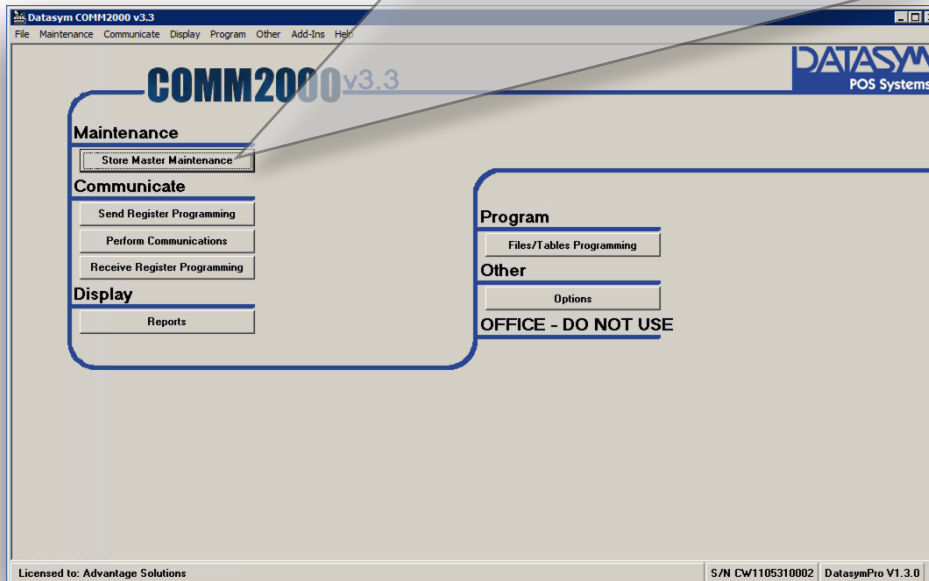 Datasym COMM2000 v3.3
File Maintenance Communicate Display Program Other Add-Ins Help
COMM2000 v3.3
DATASYM
POS Systems
Maintenance
Store Master Maintenance
Communicate
Send Register Programming
Perform Communications
Receive Register Programming
Display
Reports
Program
Files/Tables Programming
Other
Options
OFFICE - DO NOT USE
Licensed to: Advantage Solutions
S/N CW1105310002
DatasymPro V1.3.0